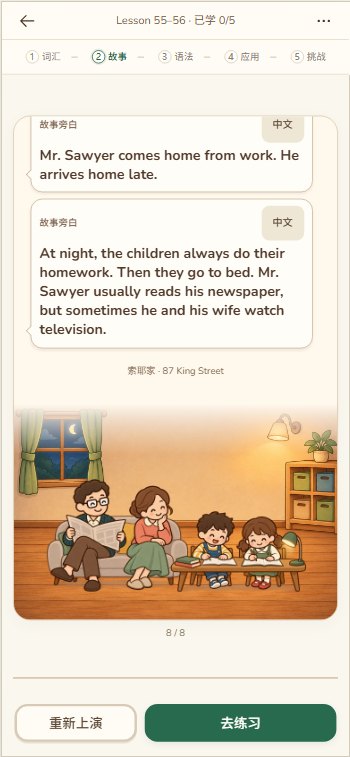 Lesson 55–56 · 已学 0/5
1 词汇 – 2 故事 – 3 语法 – 4 应用 – 5 挑战
故事旁白
中文
Mr. Sawyer comes home from work. He
arrives home late.
故事旁白
中文
At night, the children always do their
homework. Then they go to bed. Mr.
Sawyer usually reads his newspaper,
but sometimes he and his wife watch
television.
索耶家 · 87 King Street
8 / 8
重新上演
去练习